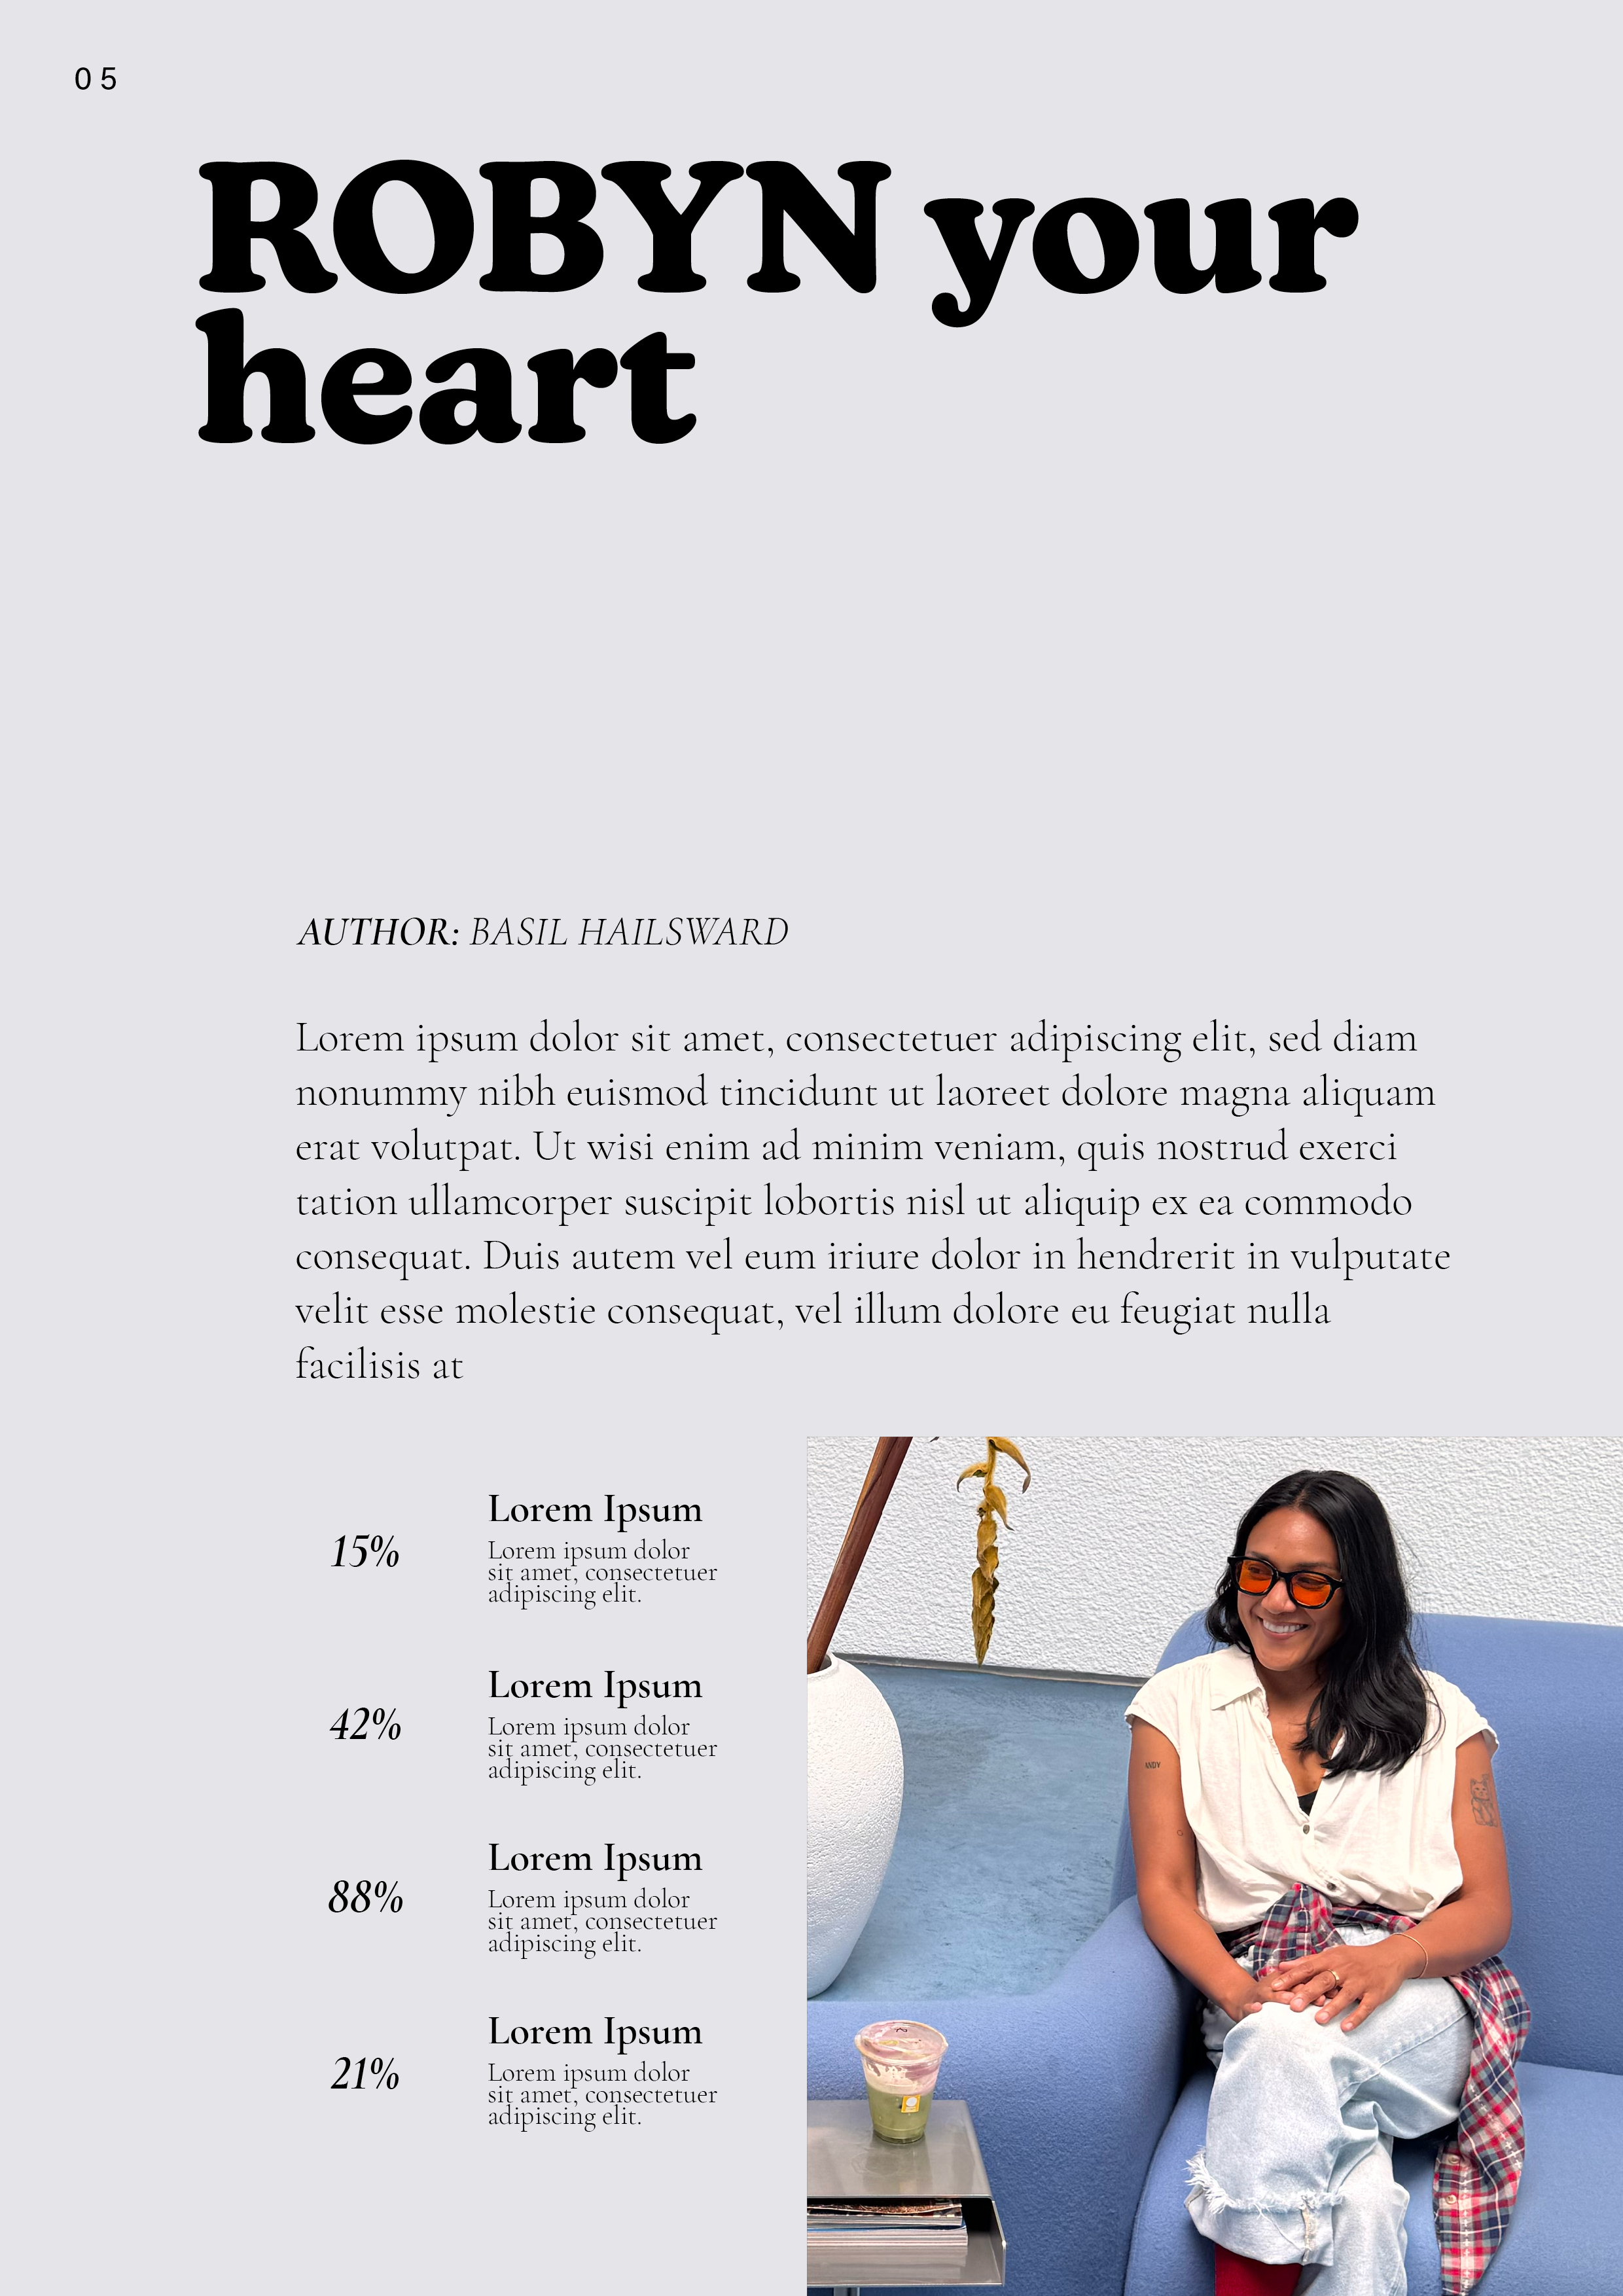 05
ROBYN your
heart
AUTHOR: BASIL HAILSWARD
Lorem ipsum dolor sit amet, consectetuer adipiscing elit, sed diam
nonummy nibh euismod tincidunt ut laoreet dolore magna aliquam
erat volutpat. Ut wisi enim ad minim veniam, quis nostrud exerci
tation ullamcorper suscipit lobortis nisl ut aliquip ex ea commodo
consequat. Duis autem vel eum iriure dolor in hendrerit in vulputate
velit esse molestie consequat, vel illum dolore eu feugiat nulla
facilisis at
15%
Lorem Ipsum
Lorem ipsum dolor
sit amet, consectetuer
adipiscing elit.
42%
Lorem Ipsum
Lorem ipsum dolor
sit amet, consectetuer
adipiscing elit.
88%
Lorem Ipsum
Lorem ipsum dolor
sit amet, consectetuer
adipiscing elit.
21%
Lorem Ipsum
Lorem ipsum dolor
sit amet, consectetuer
adipiscing elit.
ANDY